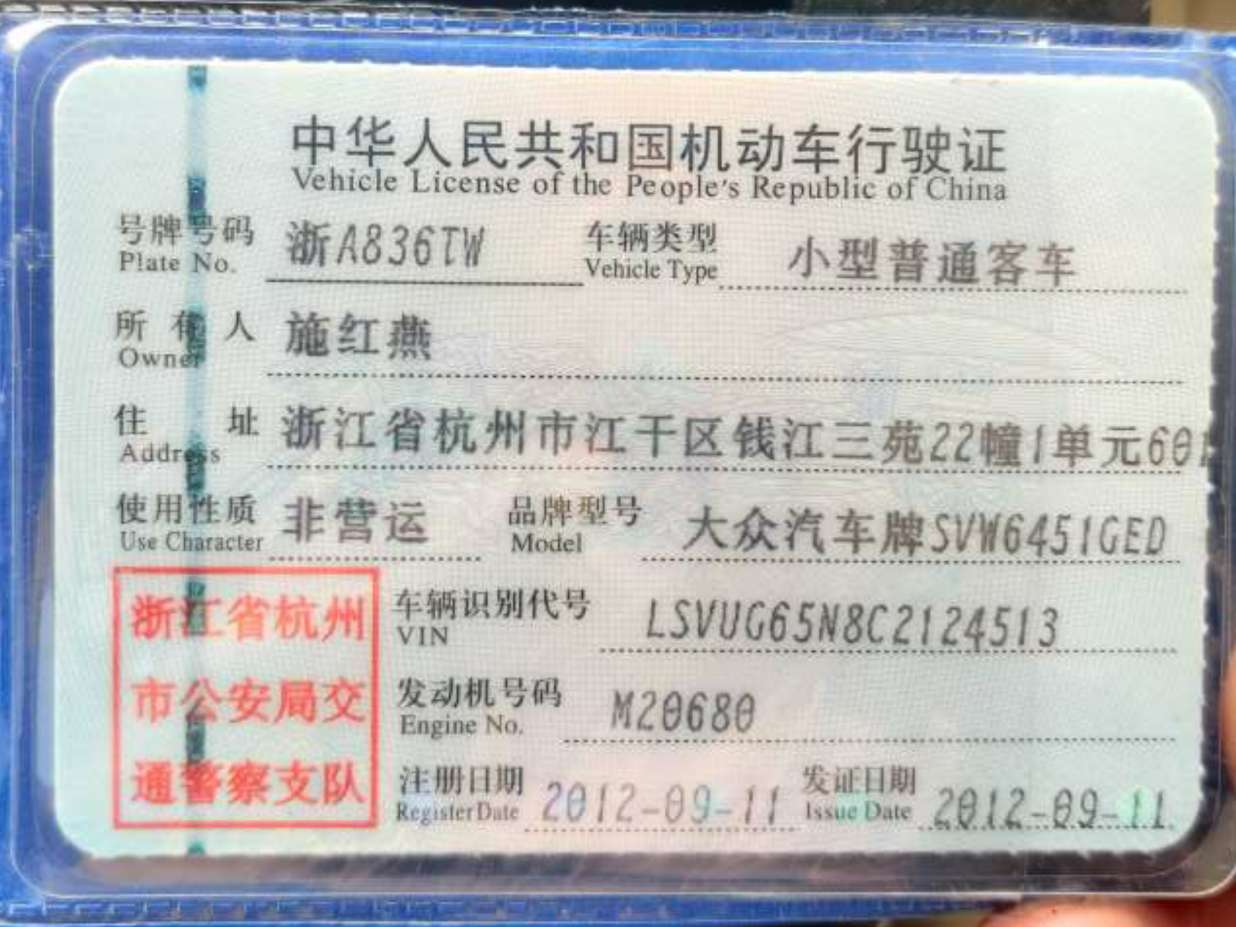 中华人民共和国机动车行驶证
Vehicle License of the People's Republic of China
号牌号码 浙A836TW 车辆类型 小型普通客车
Plate No. Vehicle Type
所有人 施红燕
Owner
住址 浙江省杭州市江干区钱江三苑22幢1单元601
Address
使用性质 非营运 品牌型号 大众汽车牌SVW6451GED
Use Character Model
浙江省杭州
市公安局交
通警察支队
车辆识别代号 LSVUG65N8C2124513
VIN
发动机号码 M20680
Engine No.
注册日期 2012-09-11 发证日期 2012-09-11
Register Date Issue Date